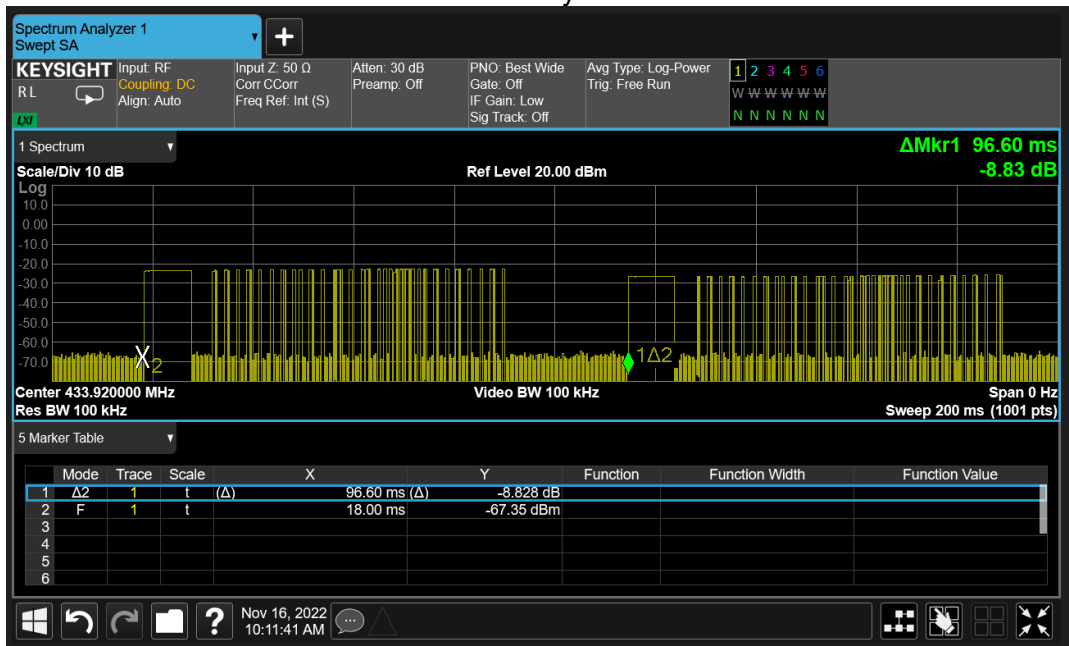 Spectrum Analyzer 1
Swept SA
+
KEYSIGHT Input: RF Input Z: 50 Ω Atten: 30 dB PNO: Best Wide Avg Type: Log-Power 1 2 3 4 5 6
RL Coupling: DC Corr CCorr Preamp: Off Gate: Off Trig: Free Run W W W W W W
Align: Auto Freq Ref: Int (S) IF Gain: Low
LXI Sig Track: Off N N N N N N
1 Spectrum ΔMkr1 96.60 ms
Scale/Div 10 dB Ref Level 20.00 dBm -8.83 dB
Log
10.0
0.00
-10.0
-20.0
-30.0
-40.0
-50.0
-60.0
-70.0 X2 1Δ2
Center 433.920000 MHz Video BW 100 kHz Span 0 Hz
Res BW 100 kHz Sweep 200 ms (1001 pts)
5 Marker Table
Mode Trace Scale X Y Function Function Width Function Value
1 Δ2 1 t (Δ) 96.60 ms (Δ) -8.828 dB
2 F 1 t 18.00 ms -67.35 dBm
3
4
5
6
? Nov 16, 2022
10:11:41 AM